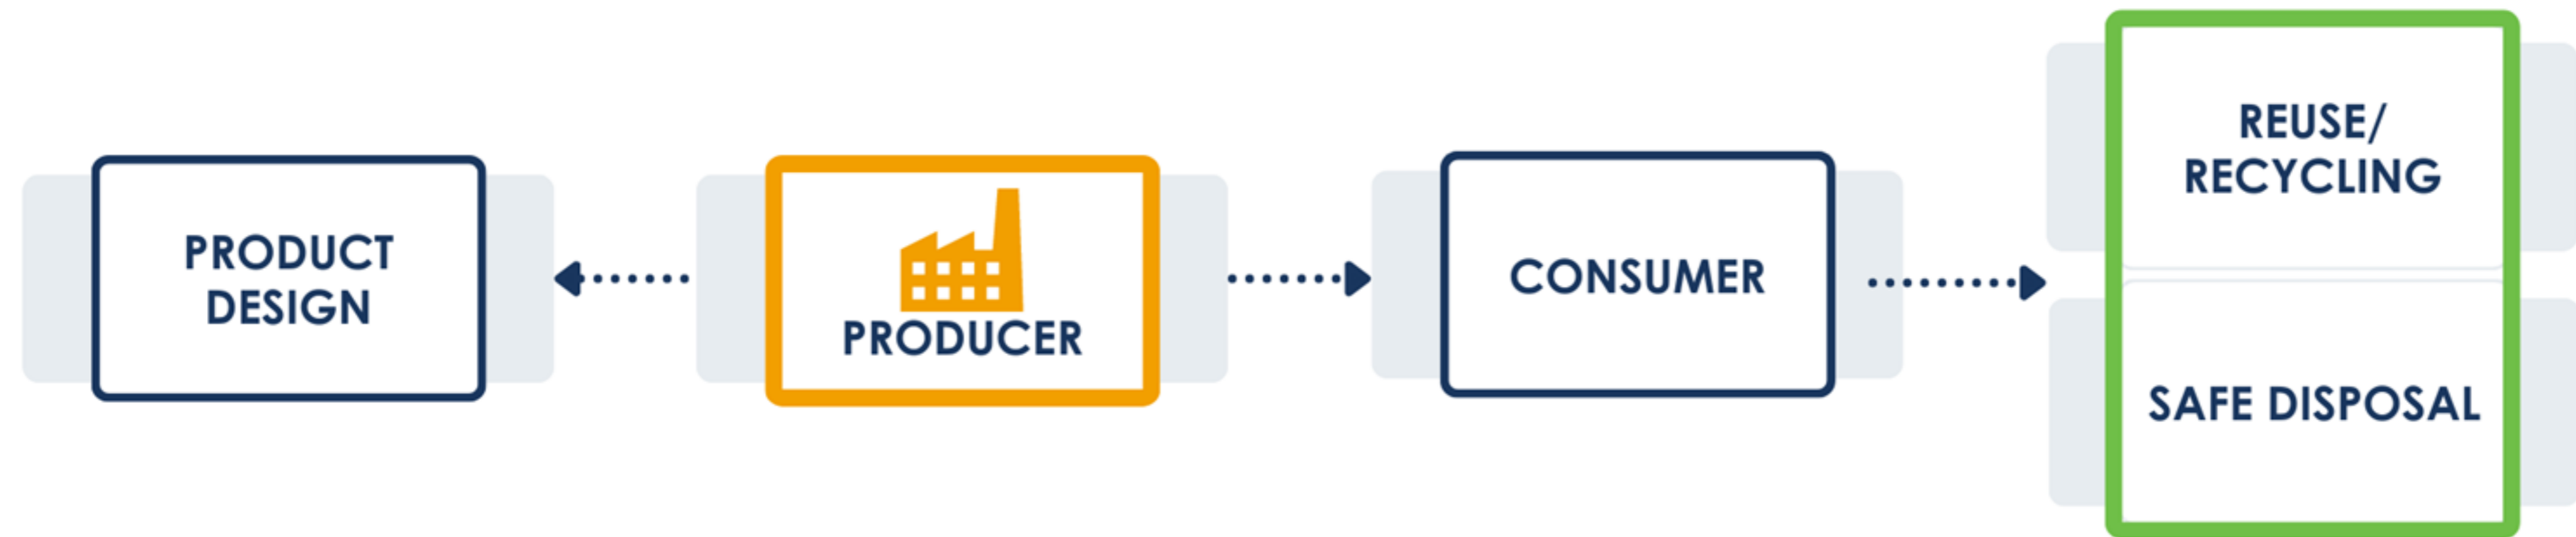 PRODUCT
DESIGN
PRODUCER
CONSUMER
REUSE/
RECYCLING
SAFE DISPOSAL